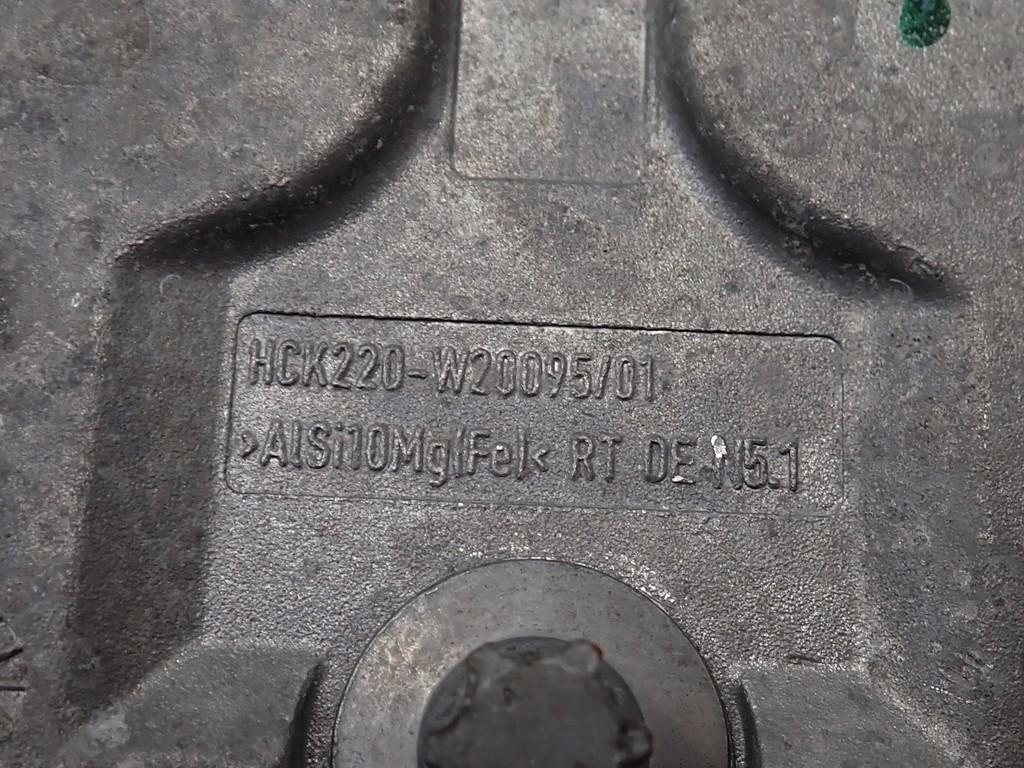 HCK220-W20095/01
>AlSi10Mg(Fe)< RT DE-N5.1